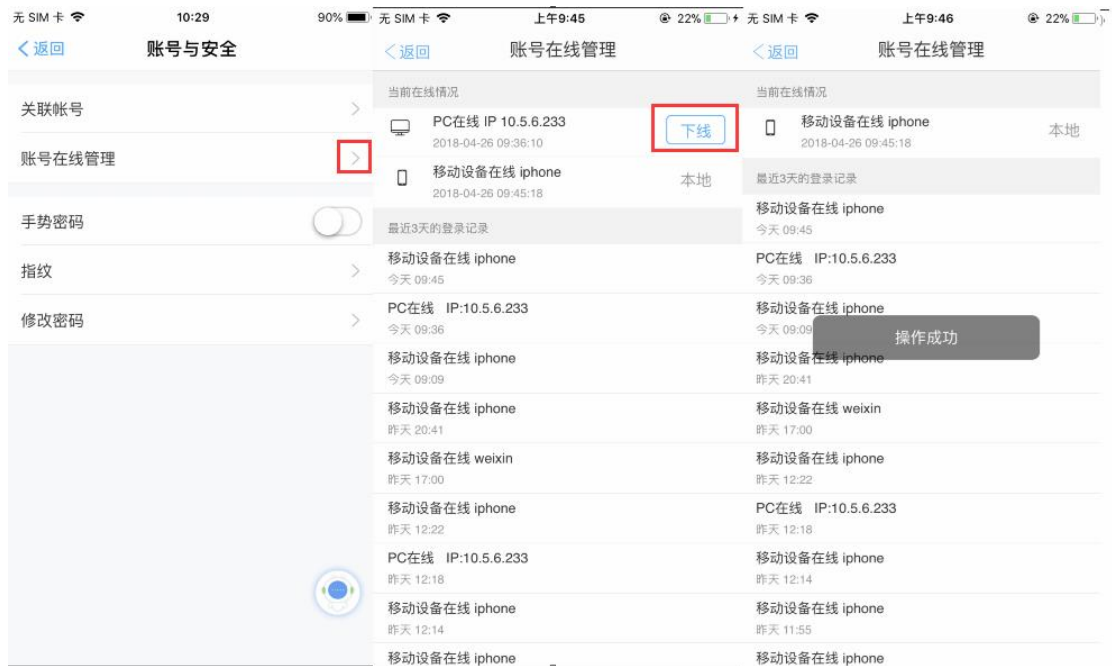 无 SIM 卡
10:29
90%
返回
账号与安全
关联帐号
账号在线管理
手势密码
指纹
修改密码
无 SIM 卡
上午9:45
22%
返回
账号在线管理
当前在线情况
PC在线 IP 10.5.6.233
下线
2018-04-26 09:36:10
移动设备在线 iphone
本地
2018-04-26 09:45:18
最近3天的登录记录
移动设备在线 iphone
今天 09:45
PC在线 IP:10.5.6.233
今天 09:36
移动设备在线 iphone
今天 09:09
移动设备在线 iphone
昨天 20:41
移动设备在线 weixin
昨天 17:00
移动设备在线 iphone
昨天 12:22
PC在线 IP:10.5.6.233
昨天 12:18
移动设备在线 iphone
昨天 12:14
移动设备在线 iphone
无 SIM 卡
上午9:46
22%
返回
账号在线管理
当前在线情况
移动设备在线 iphone
本地
2018-04-26 09:45:18
最近3天的登录记录
移动设备在线 iphone
今天 09:45
PC在线 IP:10.5.6.233
今天 09:36
移动设备在线 iphone
今天 09:09
操作成功
移动设备在线 iphone
昨天 20:41
移动设备在线 weixin
昨天 17:00
移动设备在线 iphone
昨天 12:22
PC在线 IP:10.5.6.233
昨天 12:18
移动设备在线 iphone
昨天 12:14
移动设备在线 iphone
昨天 11:55
移动设备在线 iphone